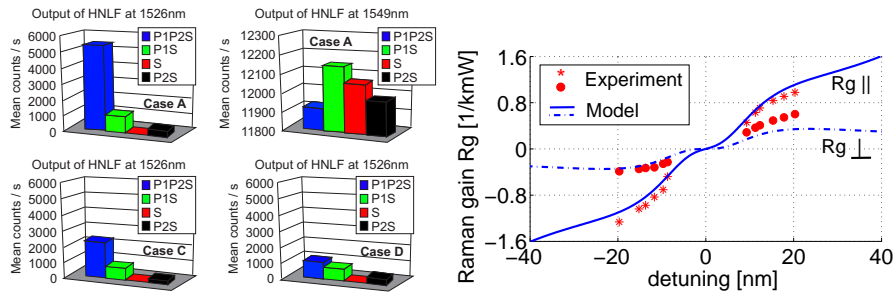 Output of HNLF at 1526nm
Mean counts / s
6000
5000
4000
3000
2000
1000
0
P1P2S
P1S
S
P2S
Case A
Output of HNLF at 1549nm
Mean counts / s
12300
12200
12100
12000
11900
11800
Case A
P1P2S
P1S
S
P2S
Output of HNLF at 1526nm
Mean counts / s
6000
5000
4000
3000
2000
1000
0
P1P2S
P1S
S
P2S
Case C
Output of HNLF at 1526nm
Mean counts / s
6000
5000
4000
3000
2000
1000
0
P1P2S
P1S
S
P2S
Case D
Raman gain Rg [1/kmW]
1.6
0.8
0
−0.8
−1.6
Experiment
Model
Rg ||
Rg ⊥
−40 −20 0 20 40
detuning [nm]